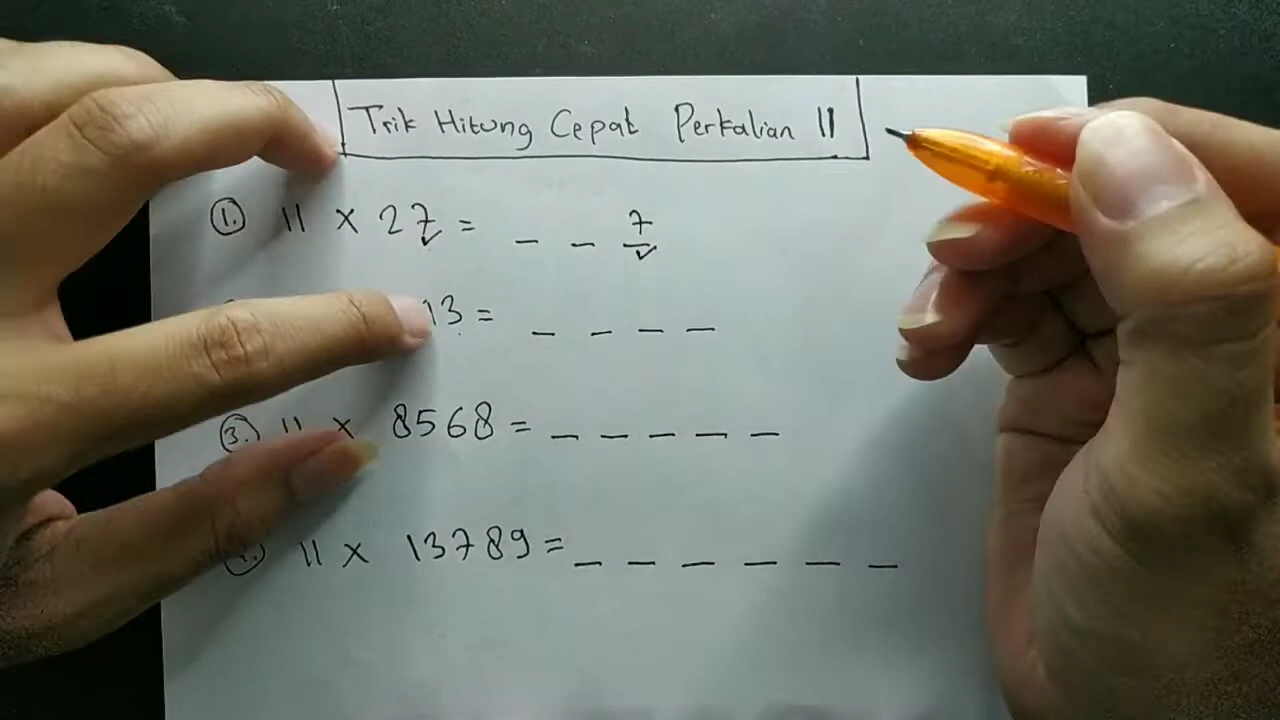 Trik Hitung Cepat Perkalian 11
1. 11 x 27 = _ _ 7
13 = _ _ _ _
3. 11 x 8568 = _ _ _ _ _
11 x 13789 = _ _ _ _ _ _